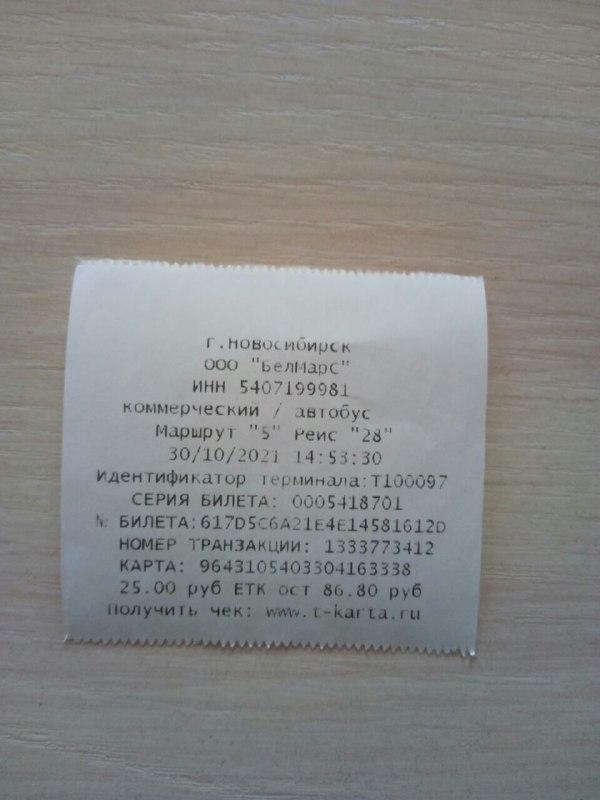 г.Новосибирск
ООО "БелМарс"
ИНН 5407199981
коммерческий / автобус
Маршрут "5" Рейс "28"
30/10/2021 14:53:30
Идентификатор терминала:T100097
СЕРИЯ БИЛЕТА: 0005418701
№ БИЛЕТА:617D5C6A21E4E14581612D
НОМЕР ТРАНЗАКЦИИ: 1333773412
КАРТА: 96431054033041633​38
25.00 руб ЕТК ост 86.80 руб
Получить чек: www.t-karta.ru